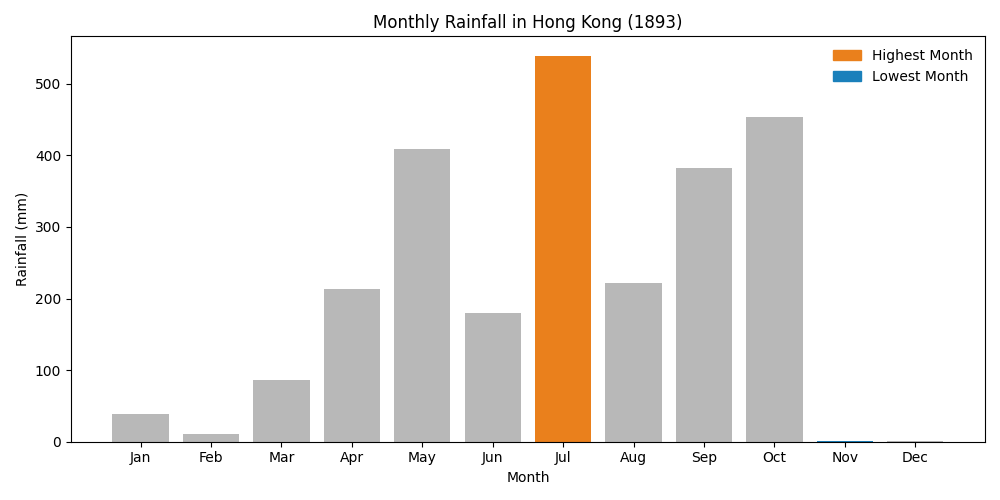 Monthly Rainfall in Hong Kong (1893)
Highest Month
Lowest Month
Rainfall (mm)
500
400
300
200
100
0
Jan Feb Mar Apr May Jun Jul Aug Sep Oct Nov Dec
Month